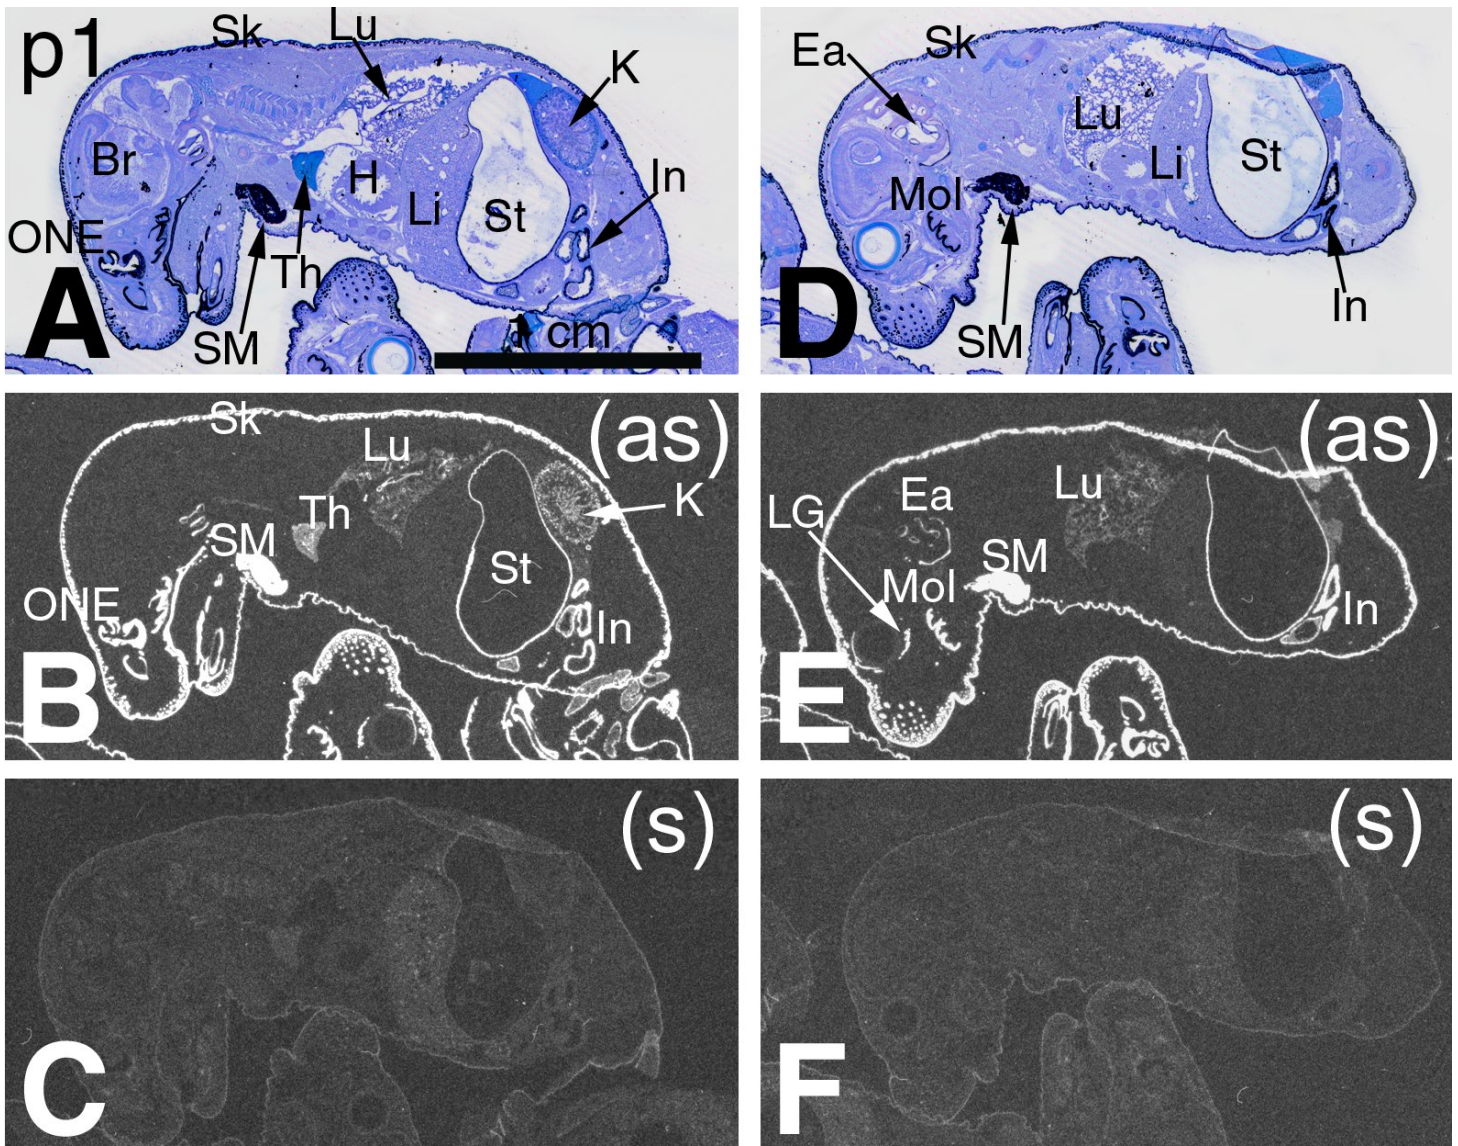 p1
Sk
Lu
K
Br
H
In
Li
St
ONE
Th
SM
A
1 cm
Ea
Sk
Lu
Li
St
Mol
SM
In
D
Sk
(as)
Lu
Th
K
SM
St
ONE
In
B
(as)
Ea
Lu
LG
SM
Mol
In
E
(s)
C
(s)
F